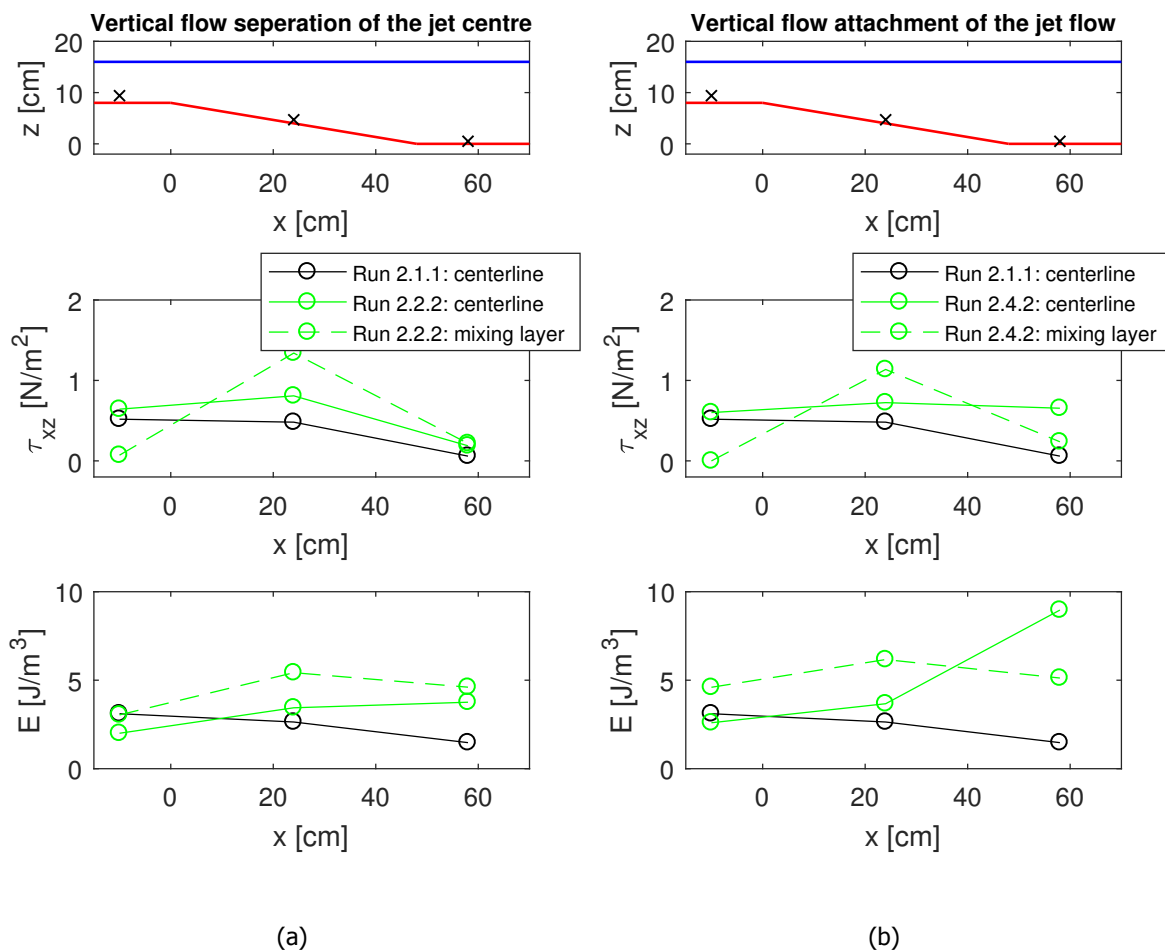 Vertical flow seperation of the jet centre
20
10
0
z [cm]
0 20 40 60
x [cm]
Run 2.1.1: centerline
Run 2.2.2: centerline
Run 2.2.2: mixing layer
2
1
0
τxz [N/m²]
0 20 40 60
x [cm]
10
5
0
E [J/m³]
0 20 40 60
x [cm]
(a)
Vertical flow attachment of the jet flow
20
10
0
z [cm]
0 20 40 60
x [cm]
Run 2.1.1: centerline
Run 2.4.2: centerline
Run 2.4.2: mixing layer
2
1
0
τxz [N/m²]
0 20 40 60
x [cm]
10
5
0
E [J/m³]
0 20 40 60
x [cm]
(b)